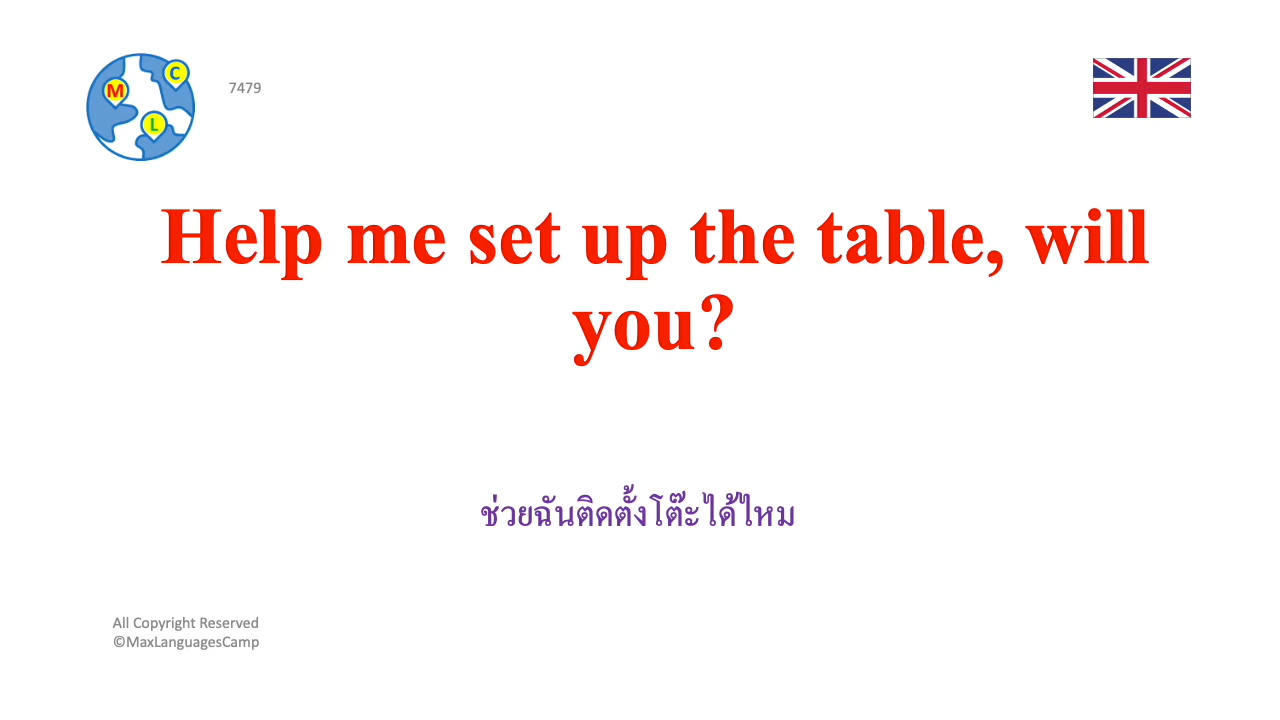 M
C
L
7479
Help me set up the table, will
you?
ช่วยฉันติดตั้งโต๊ะได้ไหม
All Copyright Reserved
©MaxLanguagesCamp